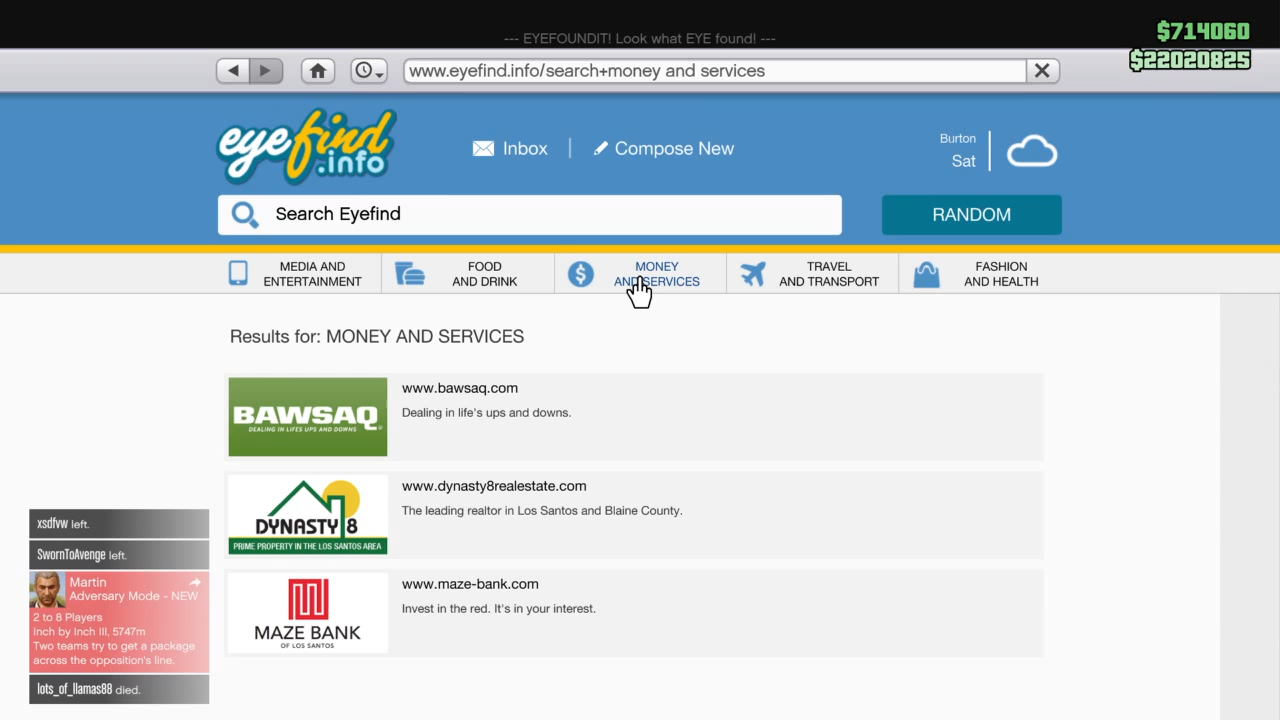 --- EYEFOUNDIT! Look what EYE found! ---
$714060
$22020825
www.eyefind.info/search+money and services
eyefind
.info
Inbox
Compose New
Burton
Sat
Search Eyefind
RANDOM
MEDIA AND
ENTERTAINMENT
FOOD
AND DRINK
MONEY
AND SERVICES
TRAVEL
AND TRANSPORT
FASHION
AND HEALTH
Results for: MONEY AND SERVICES
BAWSAQ
DEALING IN LIFES UPS AND DOWNS
www.bawsaq.com
Dealing in life's ups and downs.
DYNASTY 8
PRIME PROPERTY IN THE LOS SANTOS AREA
www.dynasty8realestate.com
The leading realtor in Los Santos and Blaine County.
MAZE BANK
OF LOS SANTOS
www.maze-bank.com
Invest in the red. It's in your interest.
xsdfvw left.
SwornToAvenge left.
Martin
Adversary Mode - NEW
2 to 8 Players
Inch by Inch III, 5747m
Two teams try to get a package
across the opposition's line.
lots_of_llamas88 died.